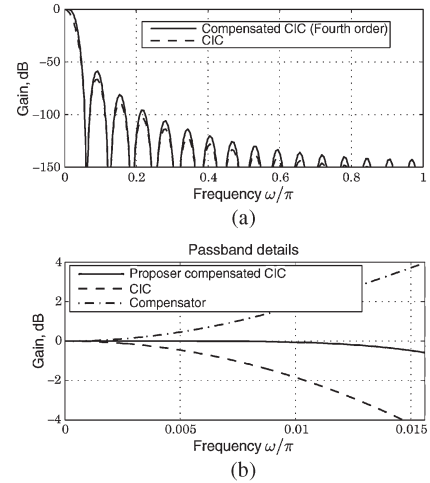 0
-50
-100
-150
Gain, dB
Compensated CIC (Fourth order)
CIC
0 0.2 0.4 0.6 0.8 1
Frequency ω/π
(a)
Passband details
4
2
0
-2
-4
Gain, dB
Proposer compensated CIC
CIC
Compensator
0 0.005 0.01 0.015
Frequency ω/π
(b)